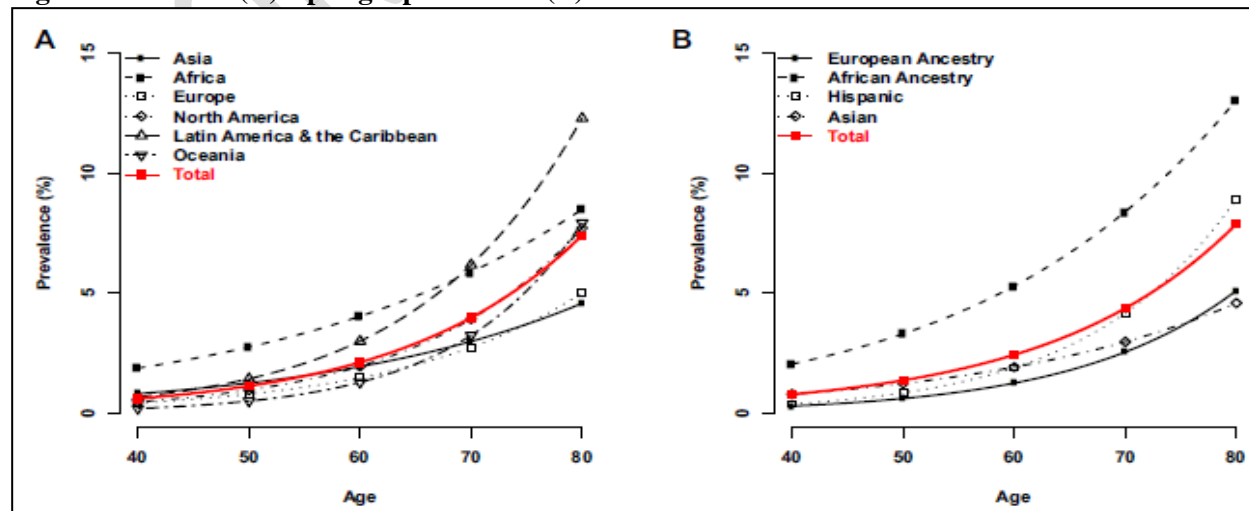 A
15
10
5
0
Prevalence (%)
Asia
Africa
Europe
North America
Latin America & the Caribbean
Oceania
Total
40 50 60 70 80
Age
B
15
10
5
0
Prevalence (%)
European Ancestry
African Ancestry
Hispanic
Asian
Total
40 50 60 70 80
Age